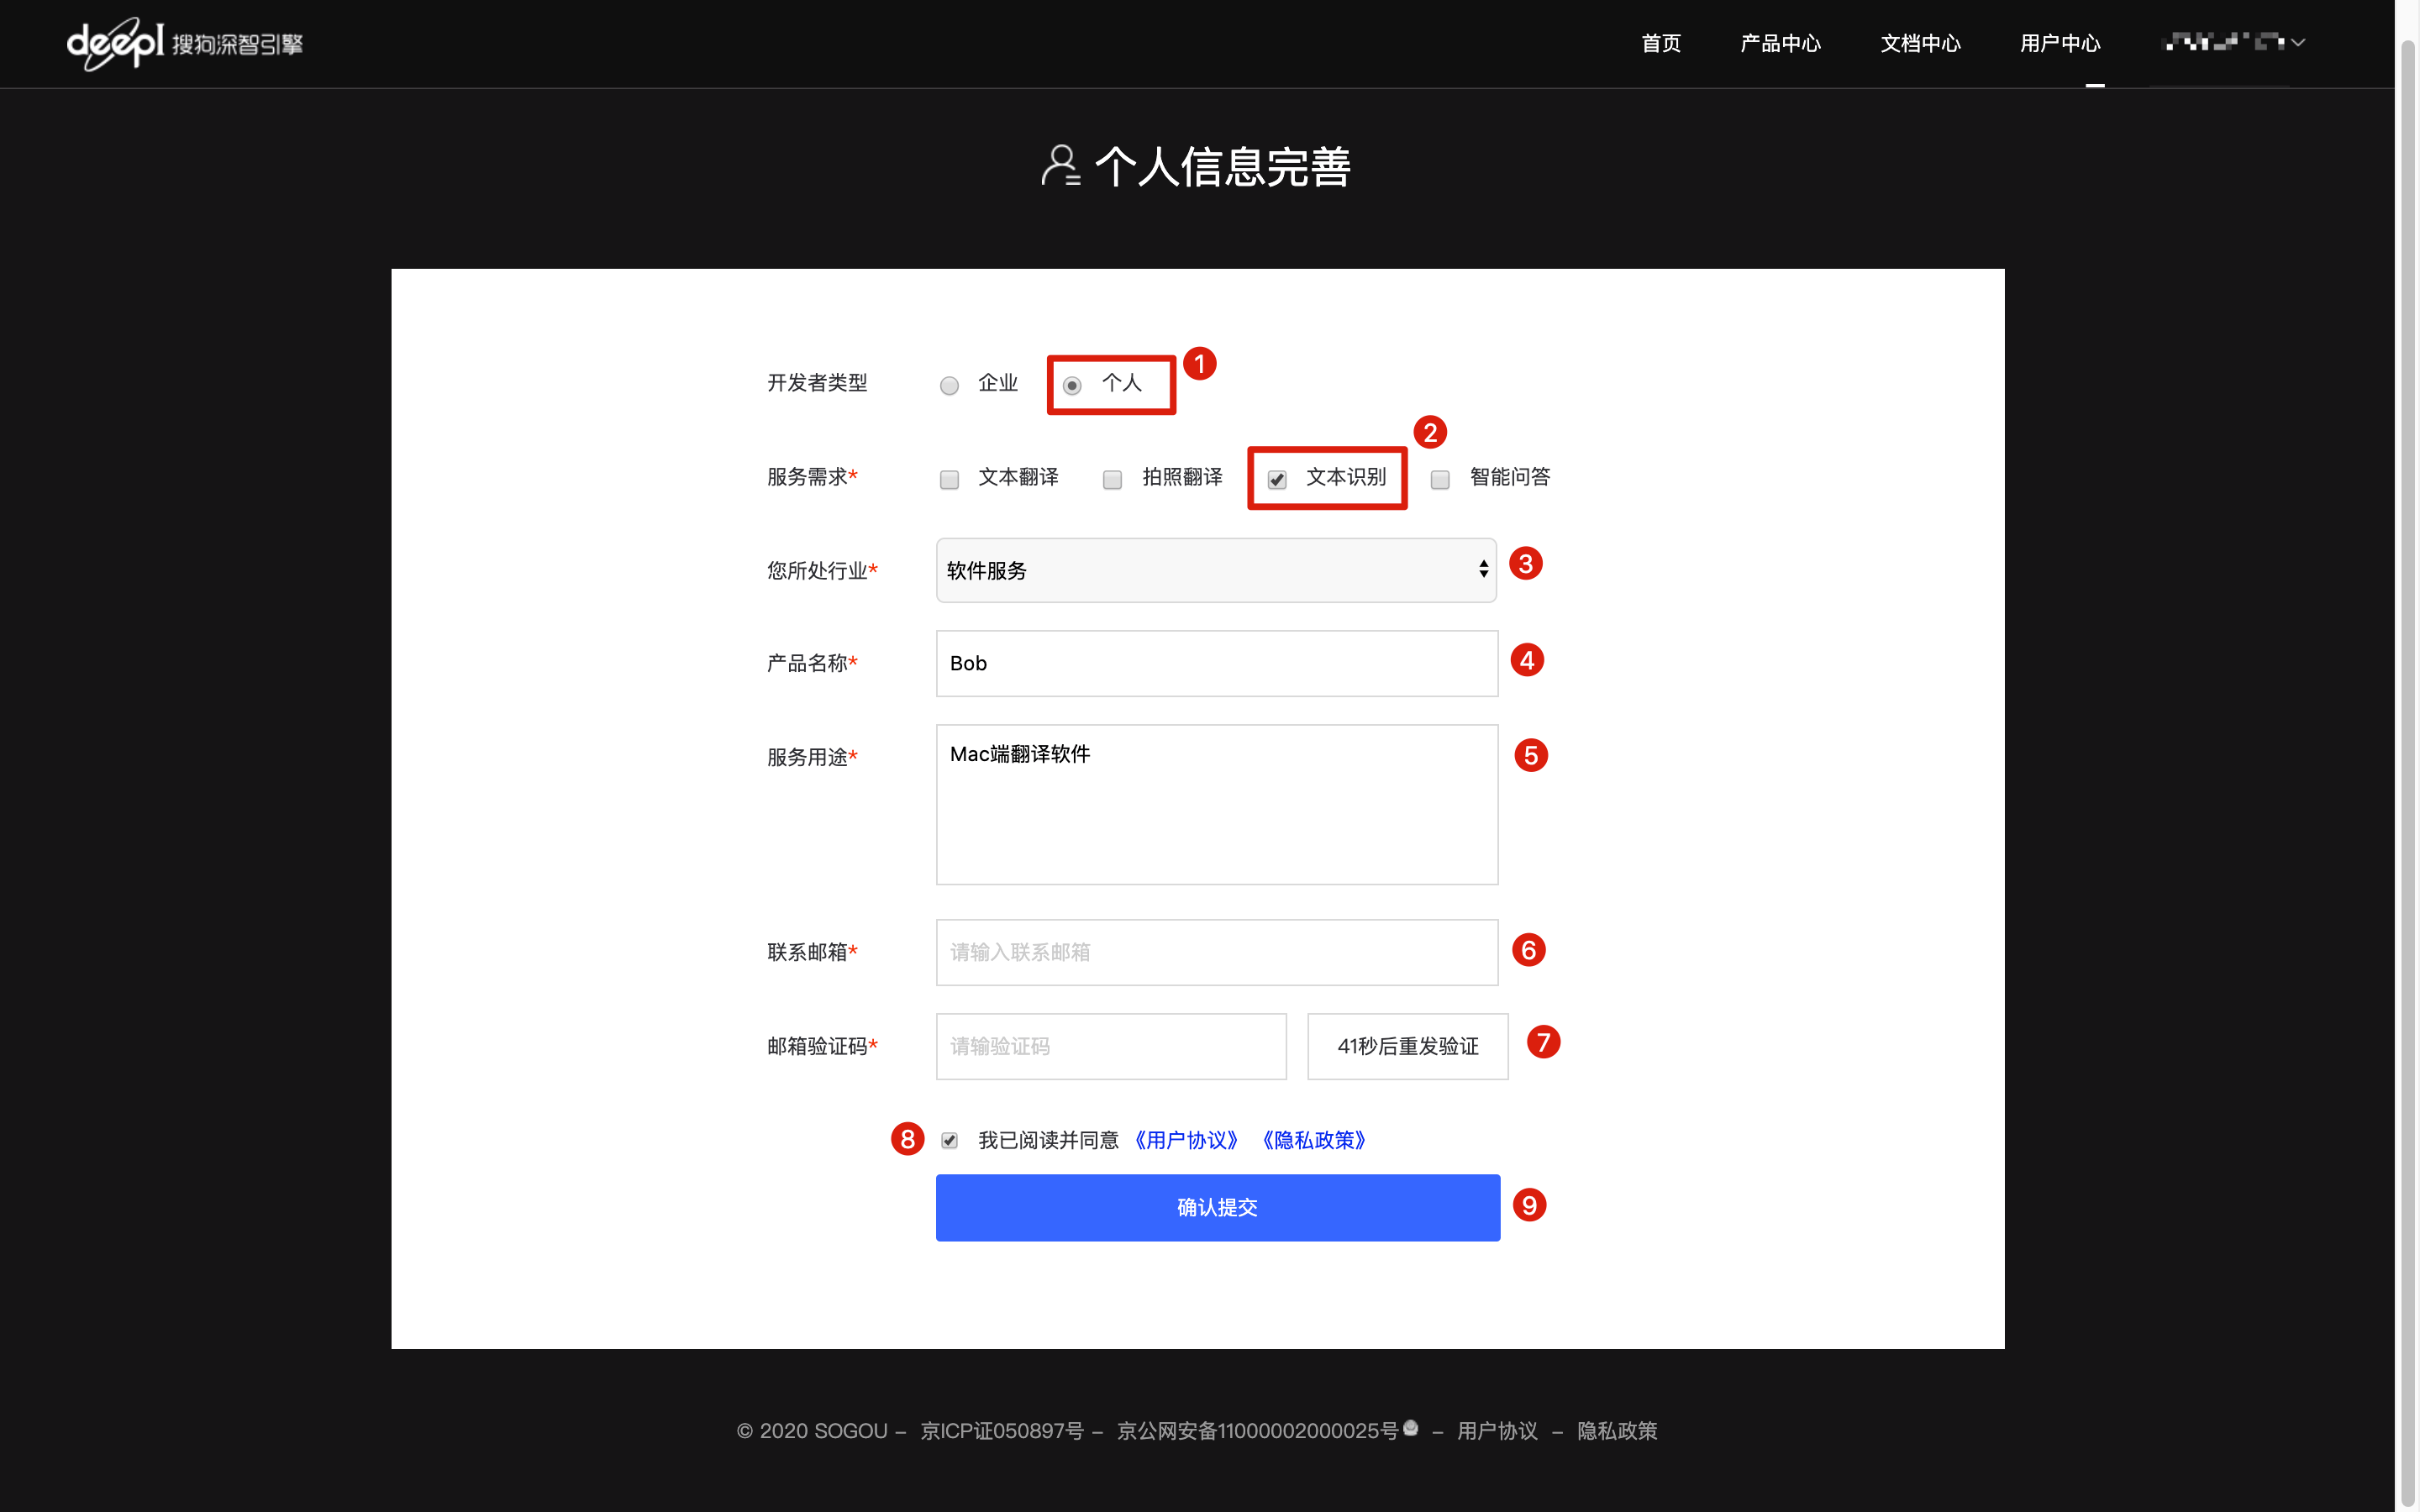 deepI 搜狗深智引擎 首页 产品中心 文档中心 用户中心
个人信息完善
开发者类型 企业 个人 1
服务需求* 文本翻译 拍照翻译 文本识别 2 智能问答
您所处行业* 软件服务 3
产品名称* Bob 4
服务用途* Mac端翻译软件 5
联系邮箱* 请输入联系邮箱 6
邮箱验证码* 请输验证码 41秒后重发验证 7
8 我已阅读并同意 《用户协议》 《隐私政策》
确认提交 9
© 2020 SOGOU – 京ICP证050897号 – 京公网安备11000002000025号 – 用户协议 – 隐私政策